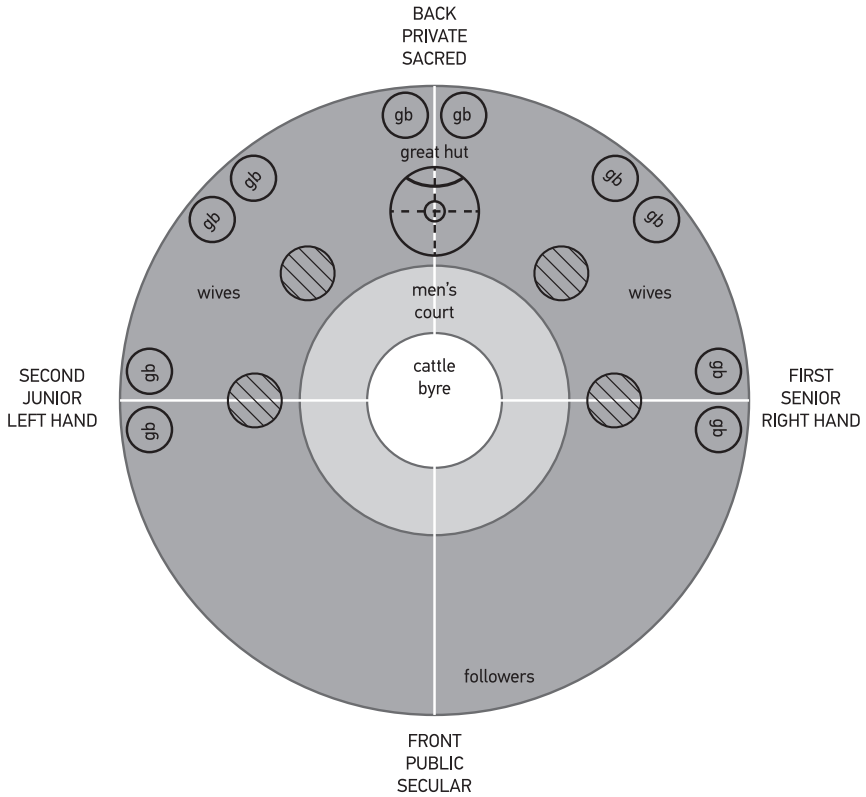 BACK
PRIVATE
SACRED
gb gb
great hut
gb gb
gb gb
wives
men's
court
wives
cattle
byre
gb gb
SECOND
JUNIOR
LEFT HAND
FIRST
SENIOR
RIGHT HAND
gb gb
followers
FRONT
PUBLIC
SECULAR